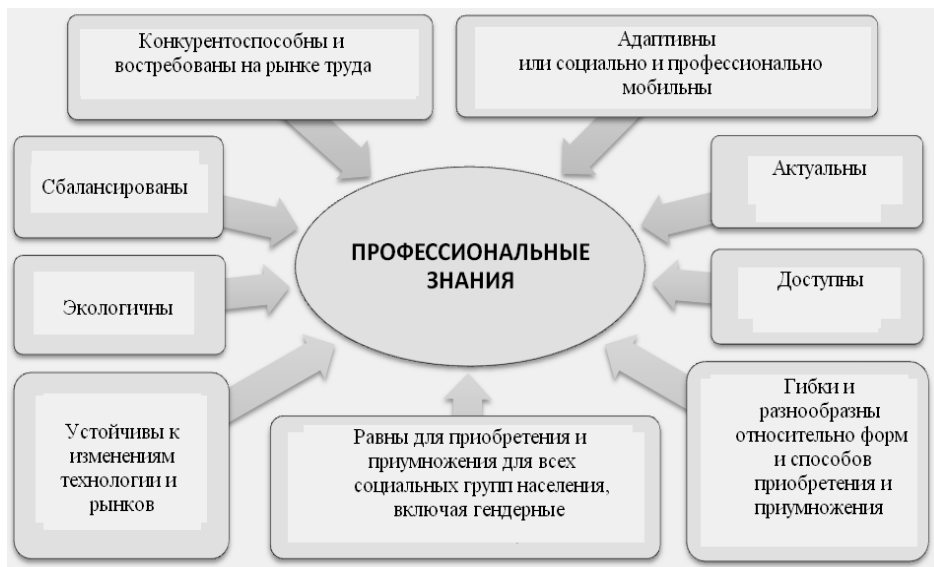 Конкурентоспособны и
востребованы на рынке труда
Адаптивны
или социально и профессионально
мобильны
Сбалансированы
Актуальны
ПРОФЕССИОНАЛЬНЫЕ
ЗНАНИЯ
Экологичны
Доступны
Устойчивы к
изменениям
технологии и
рынков
Равны для приобретения и
приумножения для всех
социальных групп населения,
включая гендерные
Гибки и
разнообразны
относительно форм
и способов
приобретения и
приумножения